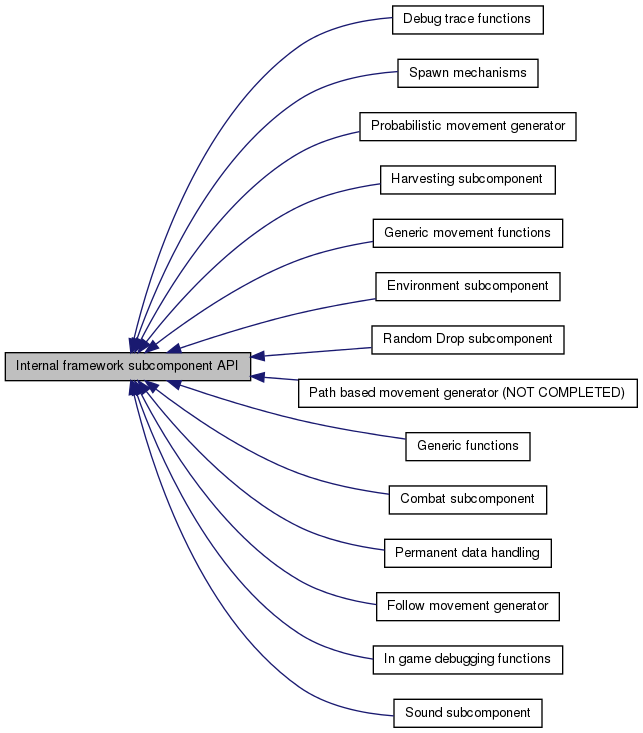 Debug trace functions
Spawn mechanisms
Probabilistic movement generator
Harvesting subcomponent
Generic movement functions
Environment subcomponent
Random Drop subcomponent
Internal framework subcomponent API
Path based movement generator (NOT COMPLETED)
Generic functions
Combat subcomponent
Permanent data handling
Follow movement generator
In game debugging functions
Sound subcomponent